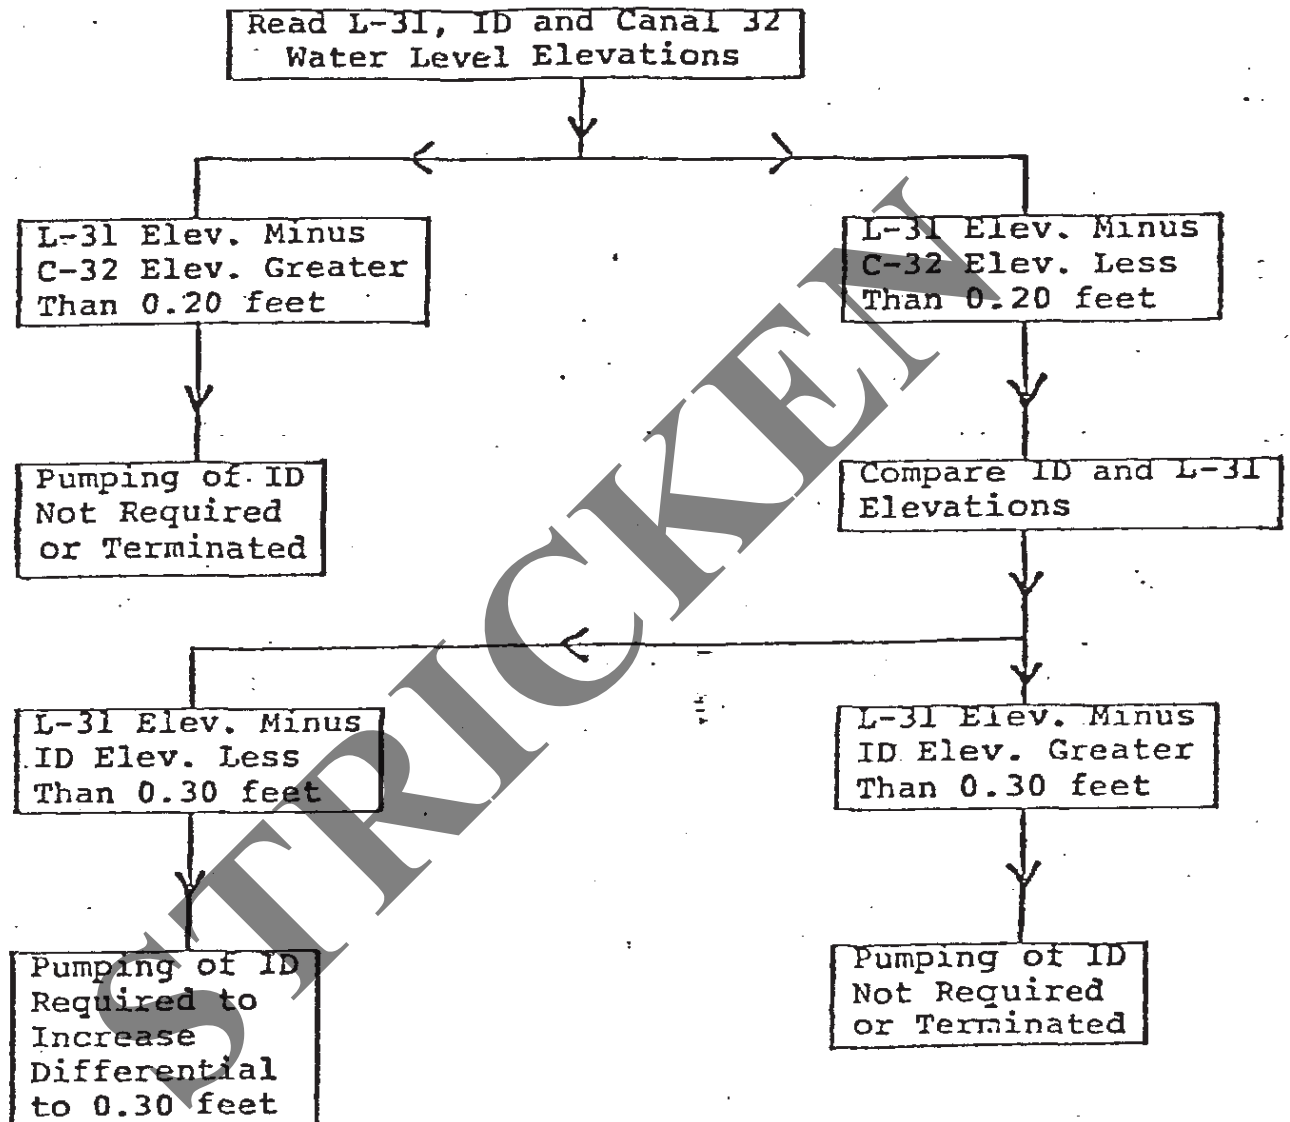 Read L-31, ID and Canal 32
Water Level Elevations
L-31 Elev. Minus
C-32 Elev. Greater
Than 0.20 feet
L-31 Elev. Minus
C-32 Elev. Less
Than 0.20 feet
Pumping of ID
Not Required
or Terminated
Compare ID and L-31
Elevations
L-31 Elev. Minus
ID Elev. Less
Than 0.30 feet
L-31 Elev. Minus
ID Elev. Greater
Than 0.30 feet
Pumping of ID
Required to
Increase
Differential
to 0.30 feet
Pumping of ID
Not Required
or Terminated
STRICKEN